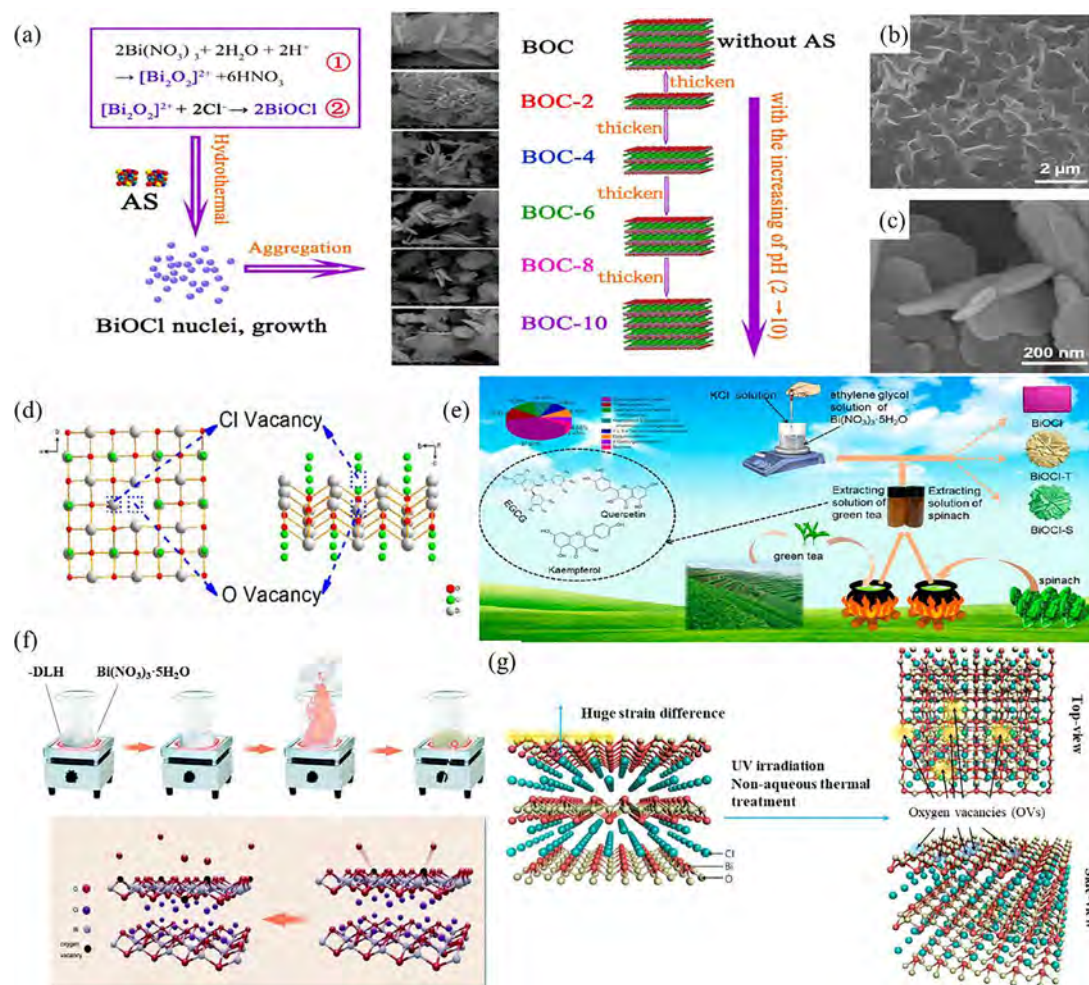 (a)
2Bi(NO₃)₃ + 2H₂O + 2H⁺
→ [Bi₂O₂]²⁺ +6HNO₃
①
[Bi₂O₂]²⁺ + 2Cl⁻→ 2BiOCl
②
Hydrothermal
AS
Aggregation
BiOCl nuclei, growth
BOC
without AS
thicken
BOC-2
thicken
BOC-4
thicken
BOC-6
BOC-8
thicken
BOC-10
with the increasing of pH (2 → 10)
(b)
2 μm
(c)
200 nm
(d)
Cl Vacancy
O Vacancy
(e)
KCl solution
ethylene glycol
solution of
Bi(NO₃)₃·5H₂O
BiOCl
BiOCl-T
BiOCl-S
EGCG
Quercetin
Kaempferol
Extracting
solution of
green tea
Extracting
solution of
spinach
green tea
spinach
(f)
-DLH
Bi(NO₃)₃·5H₂O
O
Cl
Bi
oxygen
vacancy
(g)
Huge strain difference
UV irradiation
Non-aqueous thermal
treatment
Cl
Bi
O
Top-view
Oxygen vacancies (OVs)